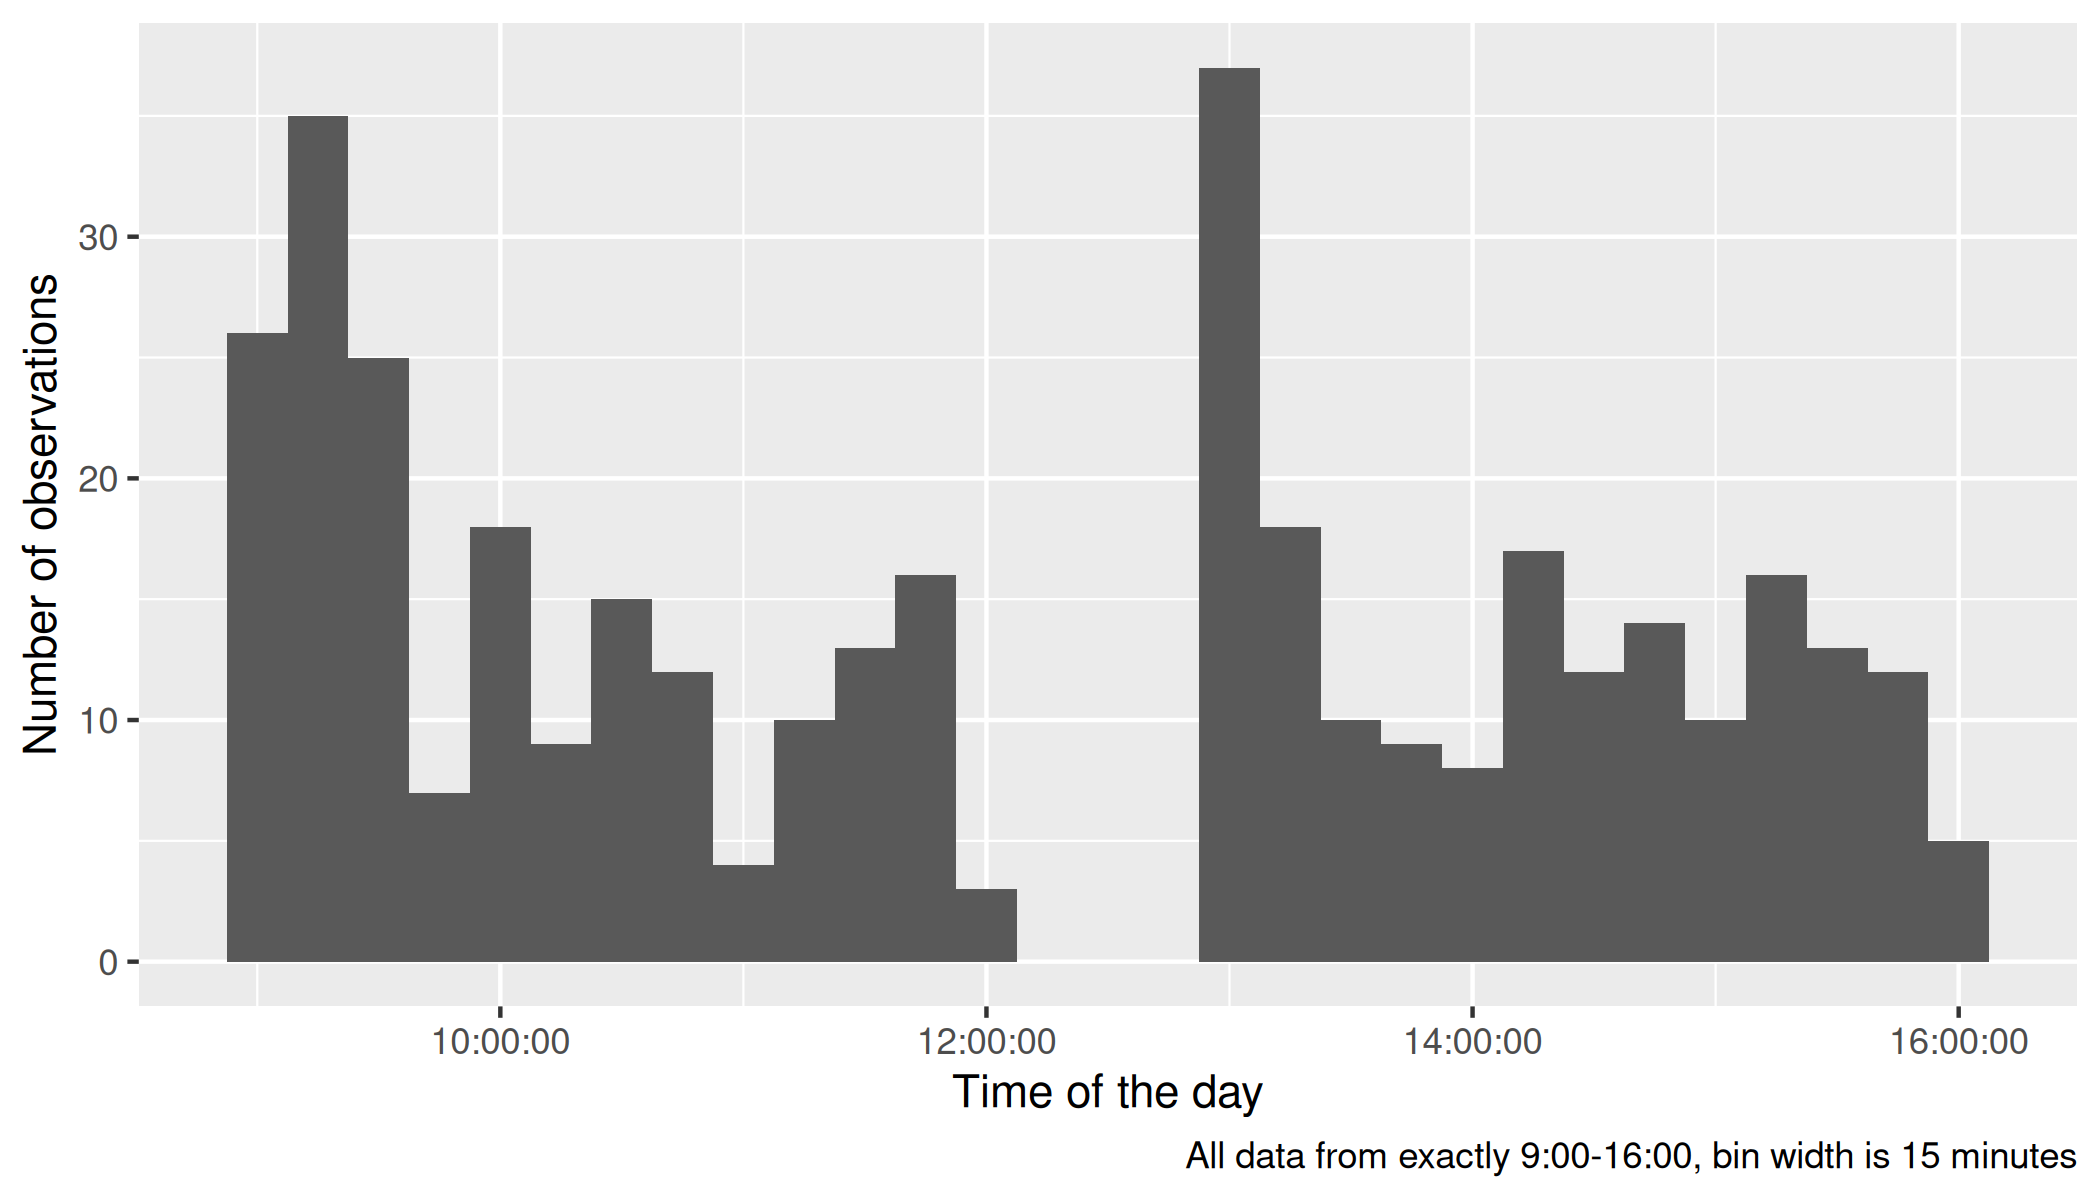 Number of observations
30
20
10
0
10:00:00 12:00:00 14:00:00 16:00:00
Time of the day
All data from exactly 9:00-16:00, bin width is 15 minutes